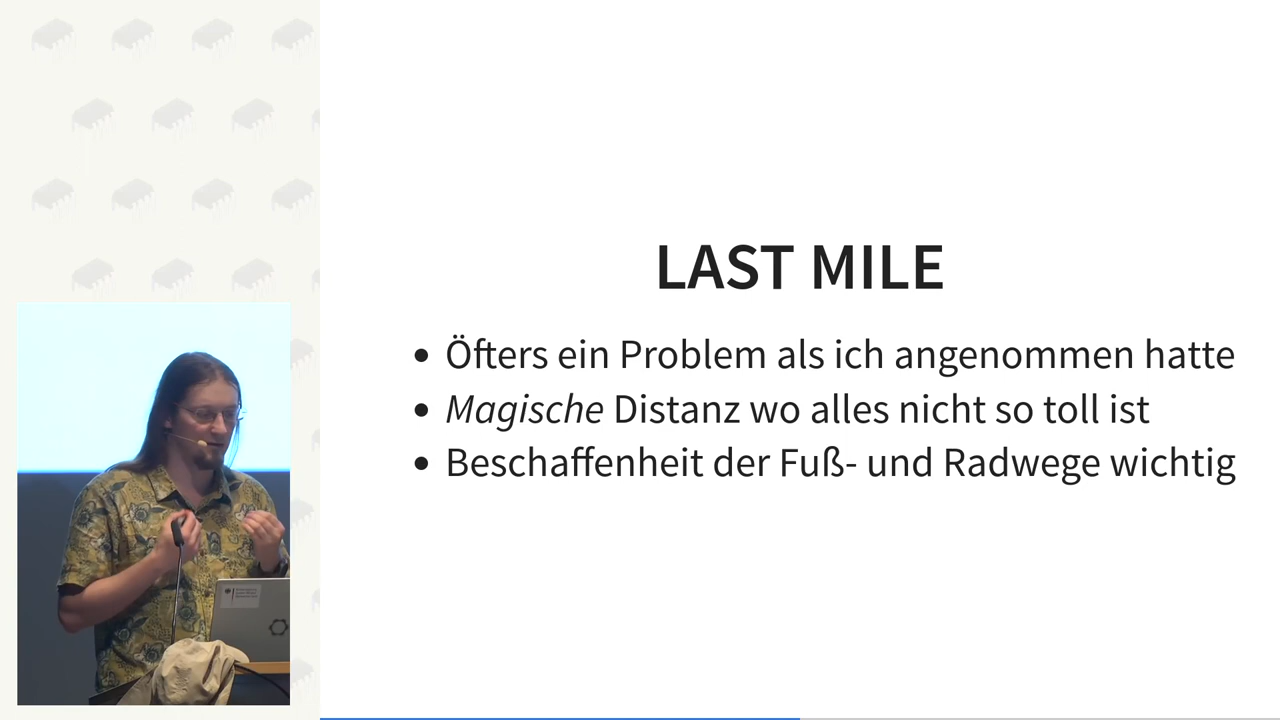 LAST MILE
Öfters ein Problem als ich angenommen hatte
Magische Distanz wo alles nicht so toll ist
Beschaffenheit der Fuß- und Radwege wichtig